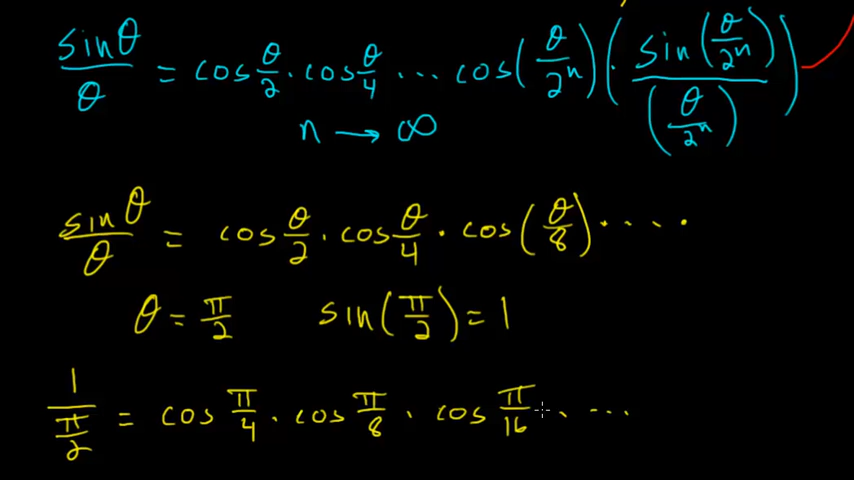 sinθ/θ = cos θ/2 · cos θ/4 ··· cos(θ/2ⁿ)(sin(θ/2ⁿ)/(θ/2ⁿ))
n → ∞
sinθ/θ = cos θ/2 · cos θ/4 · cos(θ/8) · · · ·
θ = π/2 sin(π/2) = 1
1/(π/2) = cos π/4 · cos π/8 · cos π/16 · ···